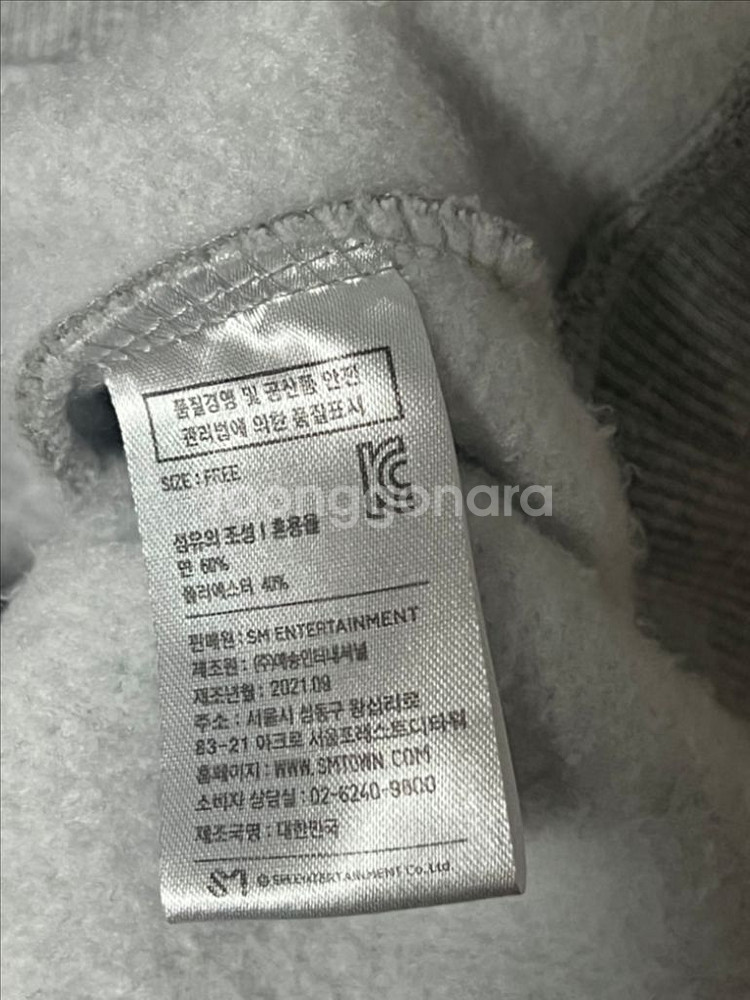 품질경영 및 공산품 안전
관리법에 의한 품질표시
SIZE : FREE
joonggonara
섬유의 조성 | 혼용율
면 60%
폴리에스터 40%
판매원 : SM ENTERTAINMENT
제조원 : (주)예송인터내셔널
제조년월 : 2021.09
주소 : 서울시 성동구 왕십리로
83-21 아크로 서울포레스트 디타워
홈페이지 : WWW.SMTOWN.COM
소비자 상담실 : 02-6240-9800
제조국명 : 대한민국
SM © SM ENTERTAINMENT Co., Ltd.